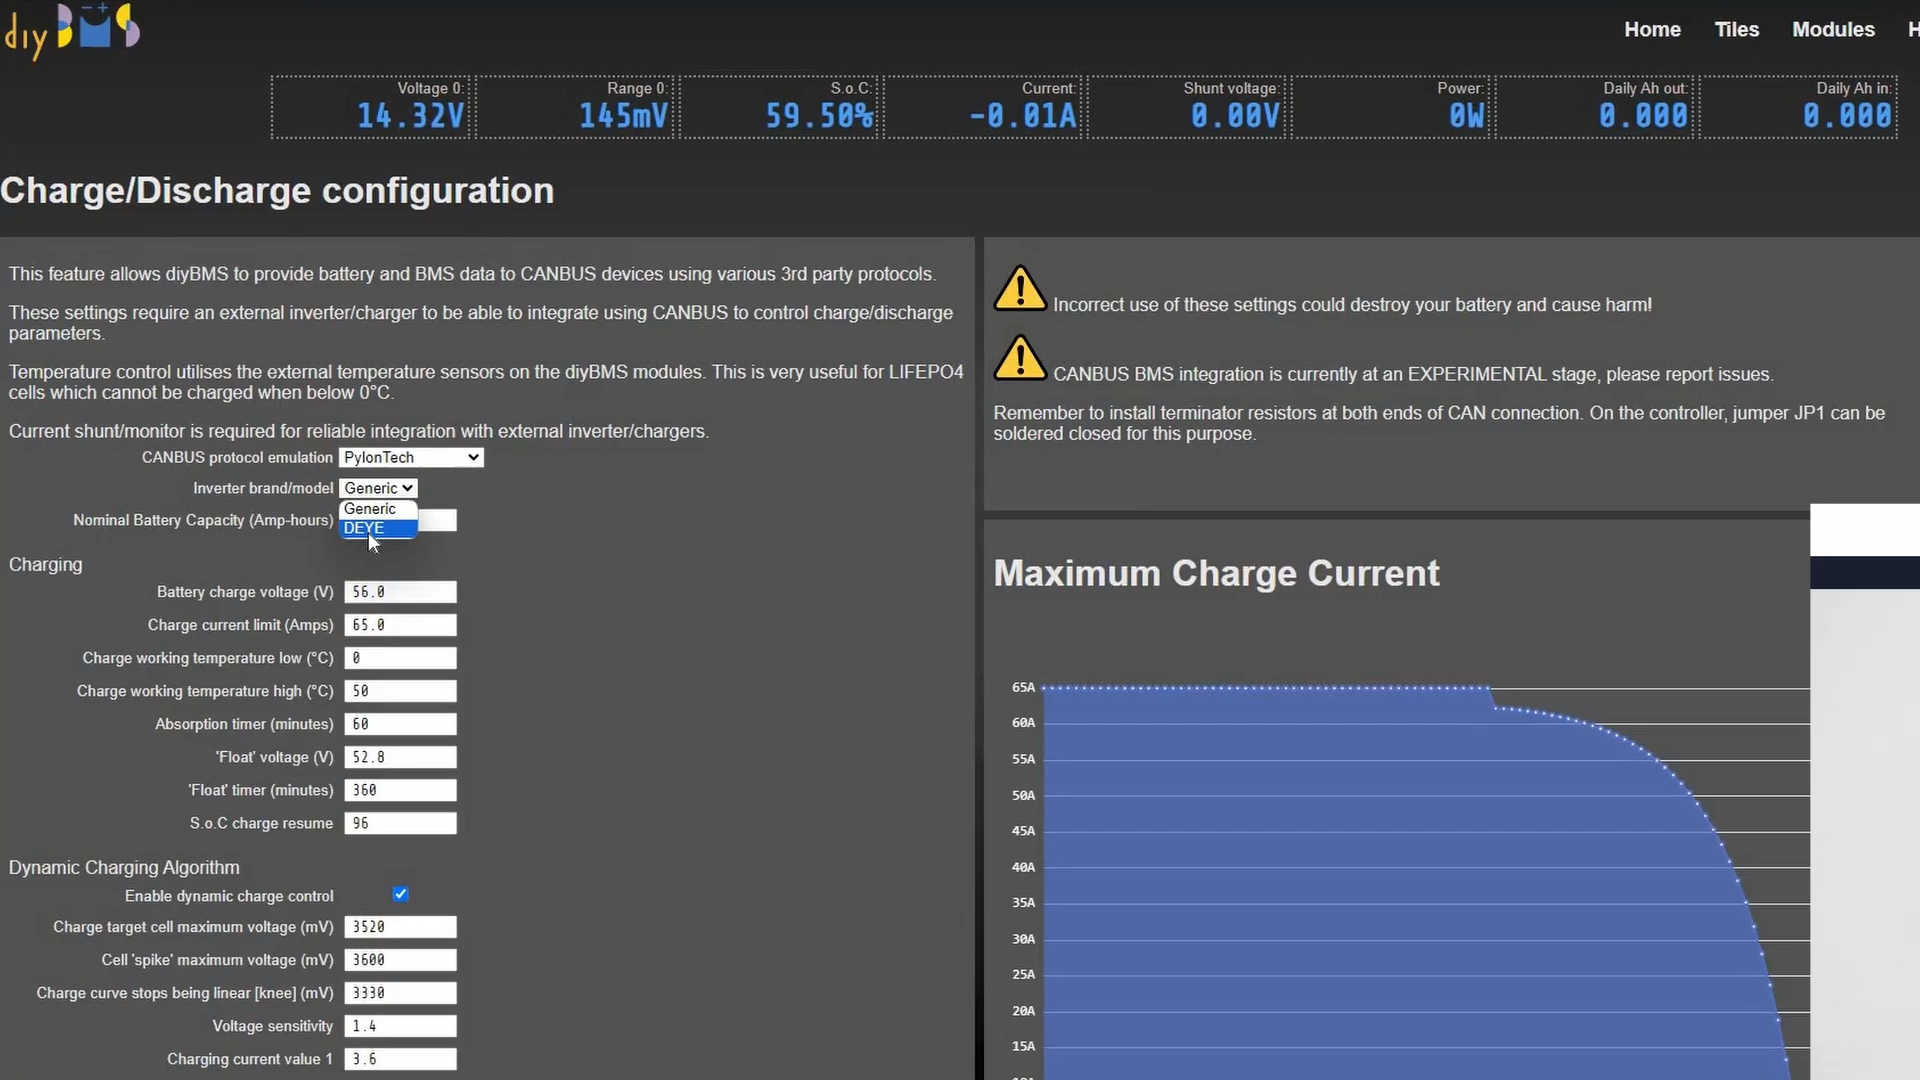 diyBMS
Home Tiles Modules H
Voltage 0: Range 0: S.o.C: Current: Shunt voltage: Power: Daily Ah out: Daily Ah in:
14.32V 145mV 59.50% -0.01A 0.00V 0W 0.000 0.000
Charge/Discharge configuration
This feature allows diyBMS to provide battery and BMS data to CANBUS devices using various 3rd party protocols.
These settings require an external inverter/charger to be able to integrate using CANBUS to control charge/discharge
parameters.
Temperature control utilises the external temperature sensors on the diyBMS modules. This is very useful for LIFEPO4
cells which cannot be charged when below 0°C.
Current shunt/monitor is required for reliable integration with external inverter/chargers.
CANBUS protocol emulation PylonTech
Inverter brand/model Generic
Generic
Nominal Battery Capacity (Amp-hours) DEYE
Charging
Battery charge voltage (V) 56.0
Charge current limit (Amps) 65.0
Charge working temperature low (°C) 0
Charge working temperature high (°C) 50
Absorption timer (minutes) 60
'Float' voltage (V) 52.8
'Float' timer (minutes) 360
S.o.C charge resume 96
Dynamic Charging Algorithm
Enable dynamic charge control
Charge target cell maximum voltage (mV) 3520
Cell 'spike' maximum voltage (mV) 3600
Charge curve stops being linear [knee] (mV) 3330
Voltage sensitivity 1.4
Charging current value 1 3.6
Incorrect use of these settings could destroy your battery and cause harm!
CANBUS BMS integration is currently at an EXPERIMENTAL stage, please report issues.
Remember to install terminator resistors at both ends of CAN connection. On the controller, jumper JP1 can be
soldered closed for this purpose.
Maximum Charge Current
65A
60A
55A
50A
45A
40A
35A
30A
25A
20A
15A